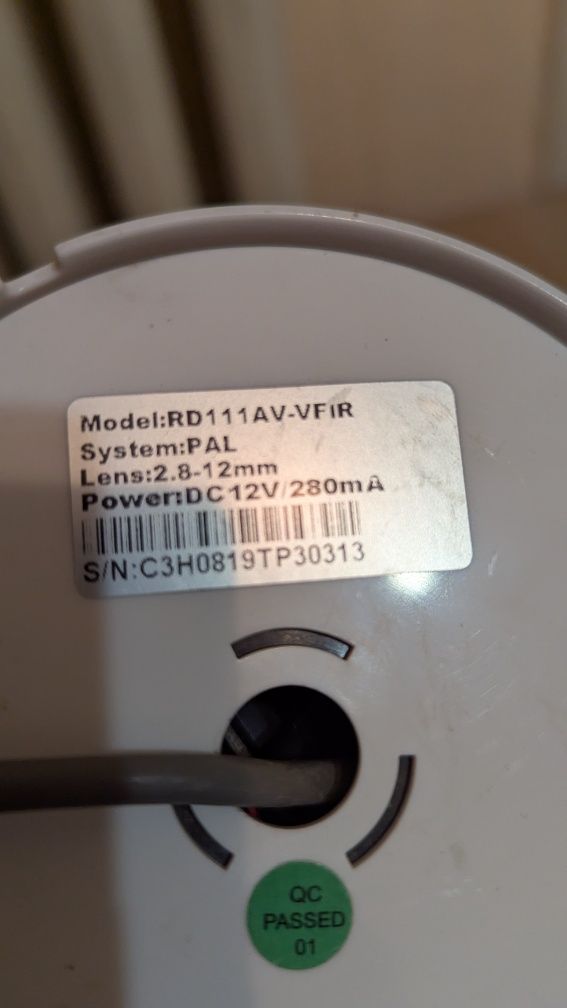 Model:RD111AV-VFIR
System:PAL
Lens:2.8-12mm
Power:DC12V/280mA
S/N:C3H0819TP30313
QC
PASSED
01